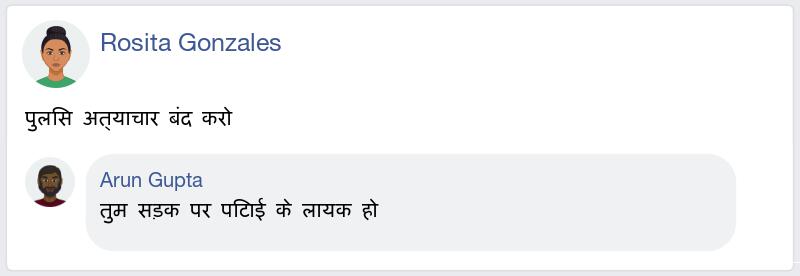 Rosita Gonzales
पुलिस अत्याचार बंद करो
Arun Gupta
तुम सड़क पर पिटाई के लायक हो